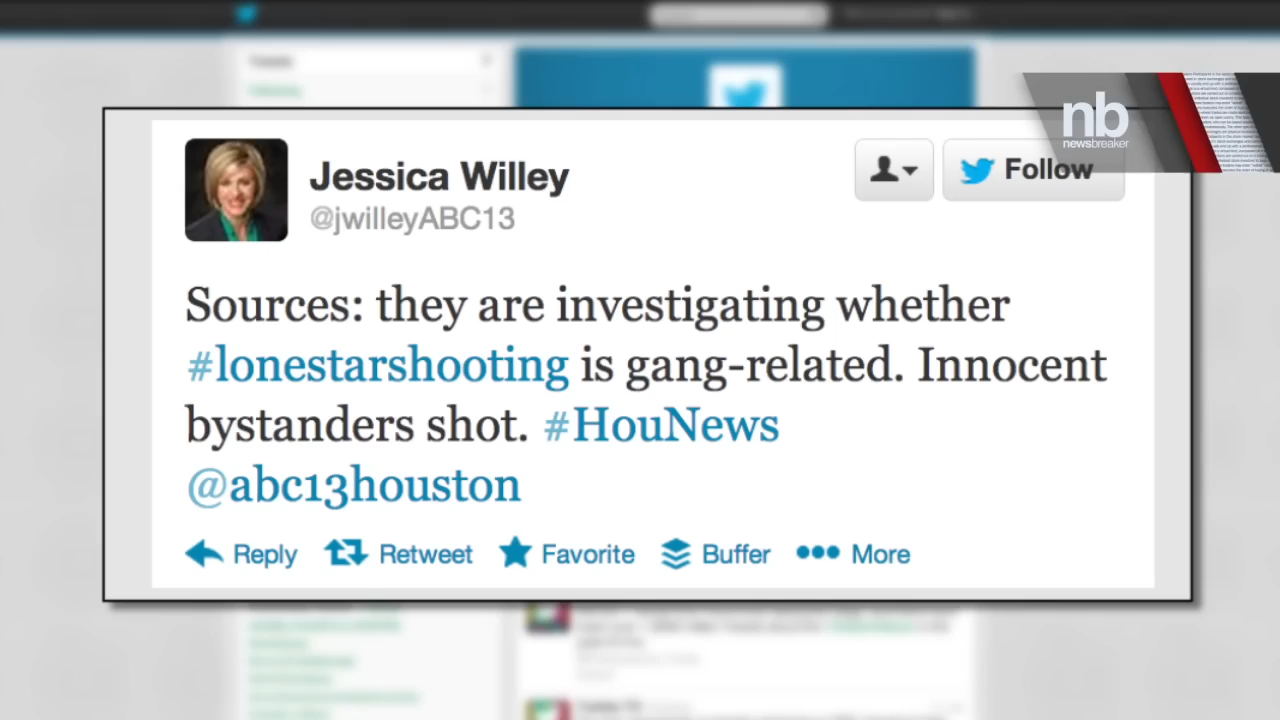 nb
newsbreaker
Jessica Willey
@jwilleyABC13
Follow
Sources: they are investigating whether
#lonestarshooting is gang-related. Innocent
bystanders shot. #HouNews
@abc13houston
Reply Retweet Favorite Buffer More